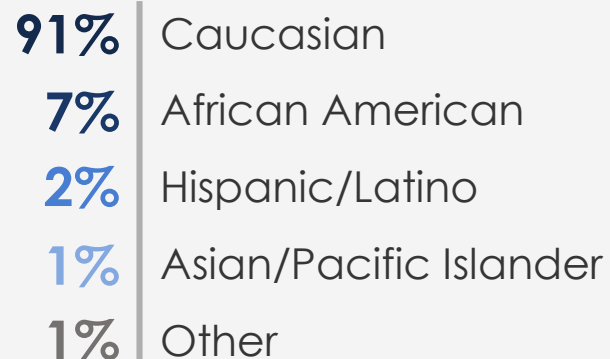 91% Caucasian
7% African American
2% Hispanic/Latino
1% Asian/Pacific Islander
1% Other